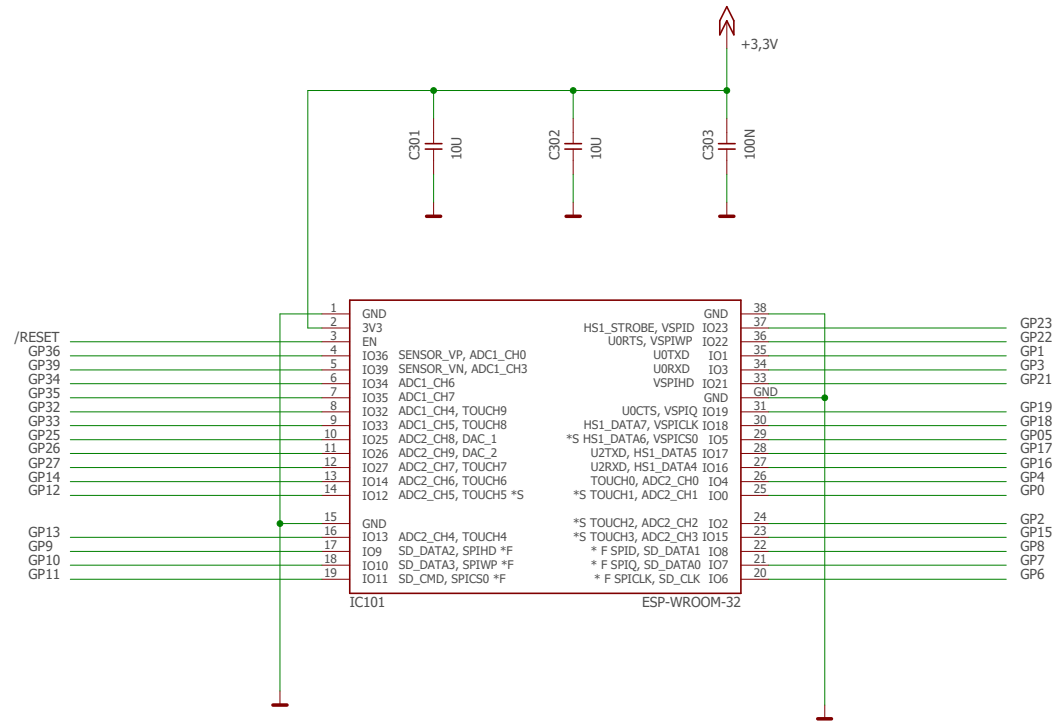 +3,3V
C301
10U
C302
10U
C303
100N
1 GND
2 3V3
/RESET 3 EN
GP36 4 IO36 SENSOR_VP, ADC1_CH0
GP39 5 IO39 SENSOR_VN, ADC1_CH3
GP34 6 IO34 ADC1_CH6
GP35 7 IO35 ADC1_CH7
GP32 8 IO32 ADC1_CH4, TOUCH9
GP33 9 IO33 ADC1_CH5, TOUCH8
GP25 10 IO25 ADC2_CH8, DAC_1
GP26 11 IO26 ADC2_CH9, DAC_2
GP27 12 IO27 ADC2_CH7, TOUCH7
GP14 13 IO14 ADC2_CH6, TOUCH6
GP12 14 IO12 ADC2_CH5, TOUCH5 *S
15 GND
GP13 16 IO13 ADC2_CH4, TOUCH4
GP9 17 IO9 SD_DATA2, SPIHD *F
GP10 18 IO10 SD_DATA3, SPIWP *F
GP11 19 IO11 SD_CMD, SPICS0 *F
GND 38
HS1_STROBE, VSPID IO23 37 GP23
U0RTS, VSPIWP IO22 36 GP22
U0TXD IO1 35 GP1
U0RXD IO3 34 GP3
VSPIHD IO21 33 GP21
GND GND
U0CTS, VSPIQ IO19 31 GP19
HS1_DATA7, VSPICLK IO18 30 GP18
*S HS1_DATA6, VSPICS0 IO5 29 GP05
U2TXD, HS1_DATA5 IO17 28 GP17
U2RXD, HS1_DATA4 IO16 27 GP16
TOUCH0, ADC2_CH0 IO4 26 GP4
*S TOUCH1, ADC2_CH1 IO0 25 GP0
*S TOUCH2, ADC2_CH2 IO2 24 GP2
*S TOUCH3, ADC2_CH3 IO15 23 GP15
* F SPID, SD_DATA1 IO8 22 GP8
* F SPIQ, SD_DATA0 IO7 21 GP7
* F SPICLK, SD_CLK IO6 20 GP6
IC101
ESP-WROOM-32